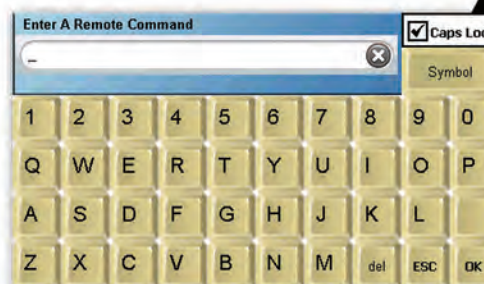 Enter A Remote Command
Caps Loc
_
Symbol
1 2 3 4 5 6 7 8 9 0
Q W E R T Y U I O P
A S D F G H J K L
Z X C V B N M del ESC OK